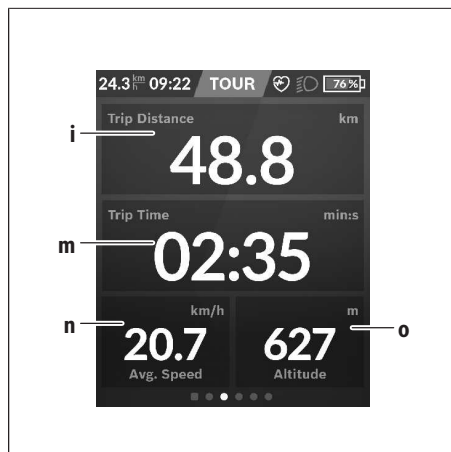 24.3 km/h 09:22 TOUR 76%
Trip Distance km
i
48.8
Trip Time min:s
m
02:35
km/h m
n o
20.7 627
Avg. Speed Altitude